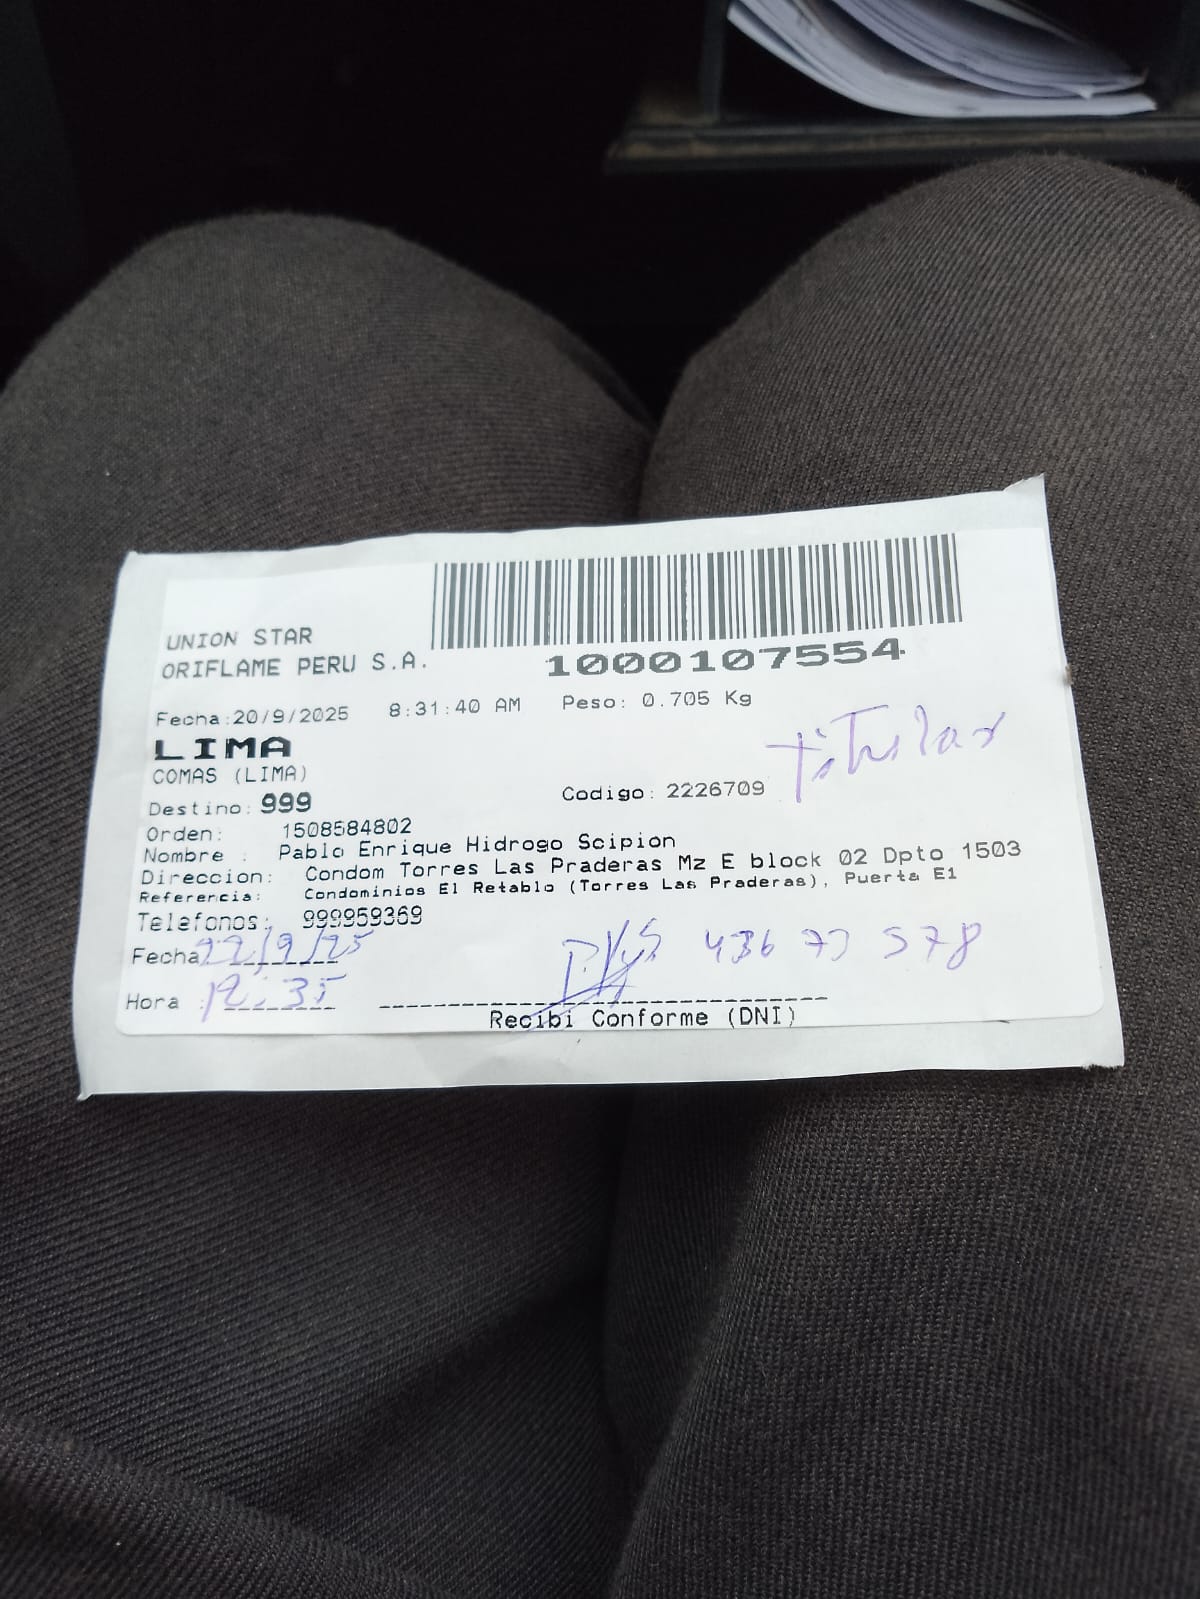 UNION STAR
ORIFLAME PERU S.A.
1000107554
Fecha:20/9/2025 8:31:40 AM Peso: 0.705 Kg
LIMA
titular
COMAS (LIMA)
Destino: 999 Codigo: 2226709
Orden: 1508584802
Nombre : Pablo Enrique Hidrogo Scipion
Direccion: Condom Torres Las Praderas Mz E block 02 Dpto 1503
Referencia: Condominios El Retablo (Torres Las Praderas), Puerta E1
Telefonos: 999959369
Fecha 22/9/25 43673578
Hora : 12:35
Recibi Conforme (DNI)